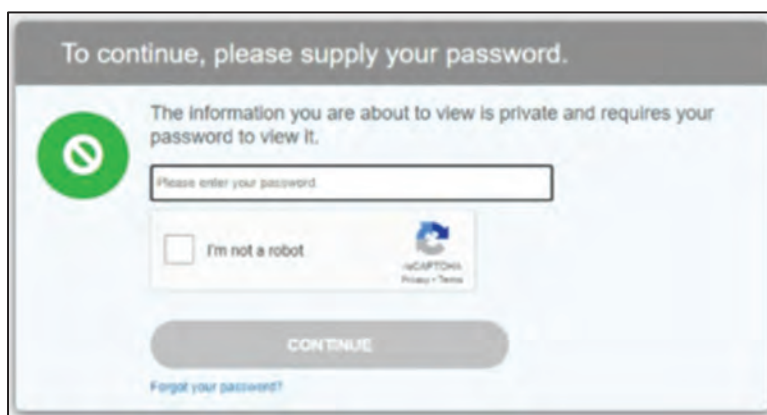 To continue, please supply your password.
The information you are about to view is private and requires your
password to view it.
Please enter your password.
I'm not a robot
reCAPTCHA
Privacy - Terms
CONTINUE
Forgot your password?